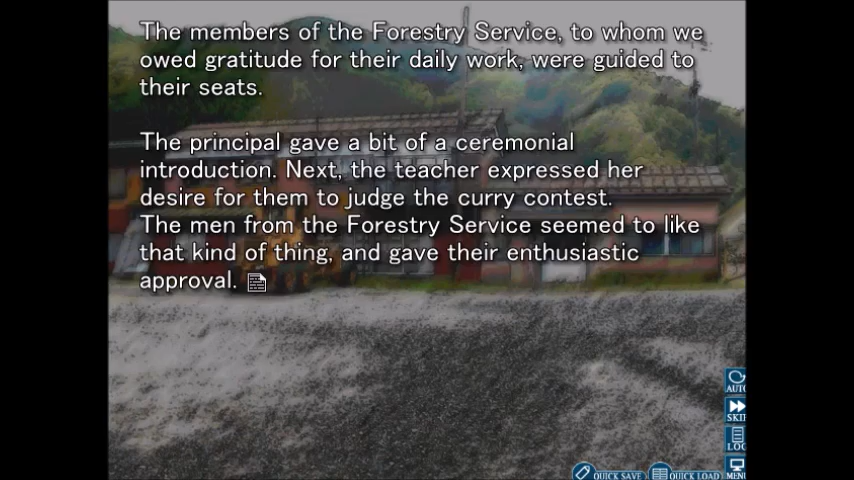 The members of the Forestry Service, to whom we
owed gratitude for their daily work, were guided to
their seats.
The principal gave a bit of a ceremonial
introduction. Next, the teacher expressed her
desire for them to judge the curry contest.
The men from the Forestry Service seemed to like
that kind of thing, and gave their enthusiastic
approval.
AUTO
SKIP
LOG
MENU
QUICK SAVE QUICK LOAD